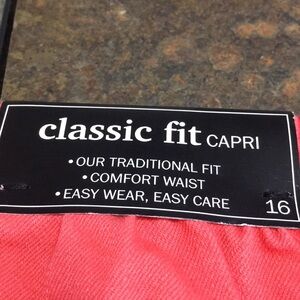 classic fit CAPRI
• OUR TRADITIONAL FIT
• COMFORT WAIST
• EASY WEAR, EASY CARE
16